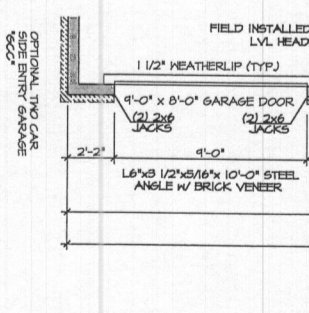 FIELD INSTALLED
LVL HEAD
1 1/2" WEATHERLIP (TYP.)
9'-0" x 8'-0" GARAGE DOOR
(2) 2x6
JACKS
(2) 2x6
JACKS
2'-2"
9'-0"
L6"x3 1/2"x5/16"x 10'-0" STEEL
ANGLE W/ BRICK VENEER
OPTIONAL TWO CAR
SIDE ENTRY GARAGE
"GCC"